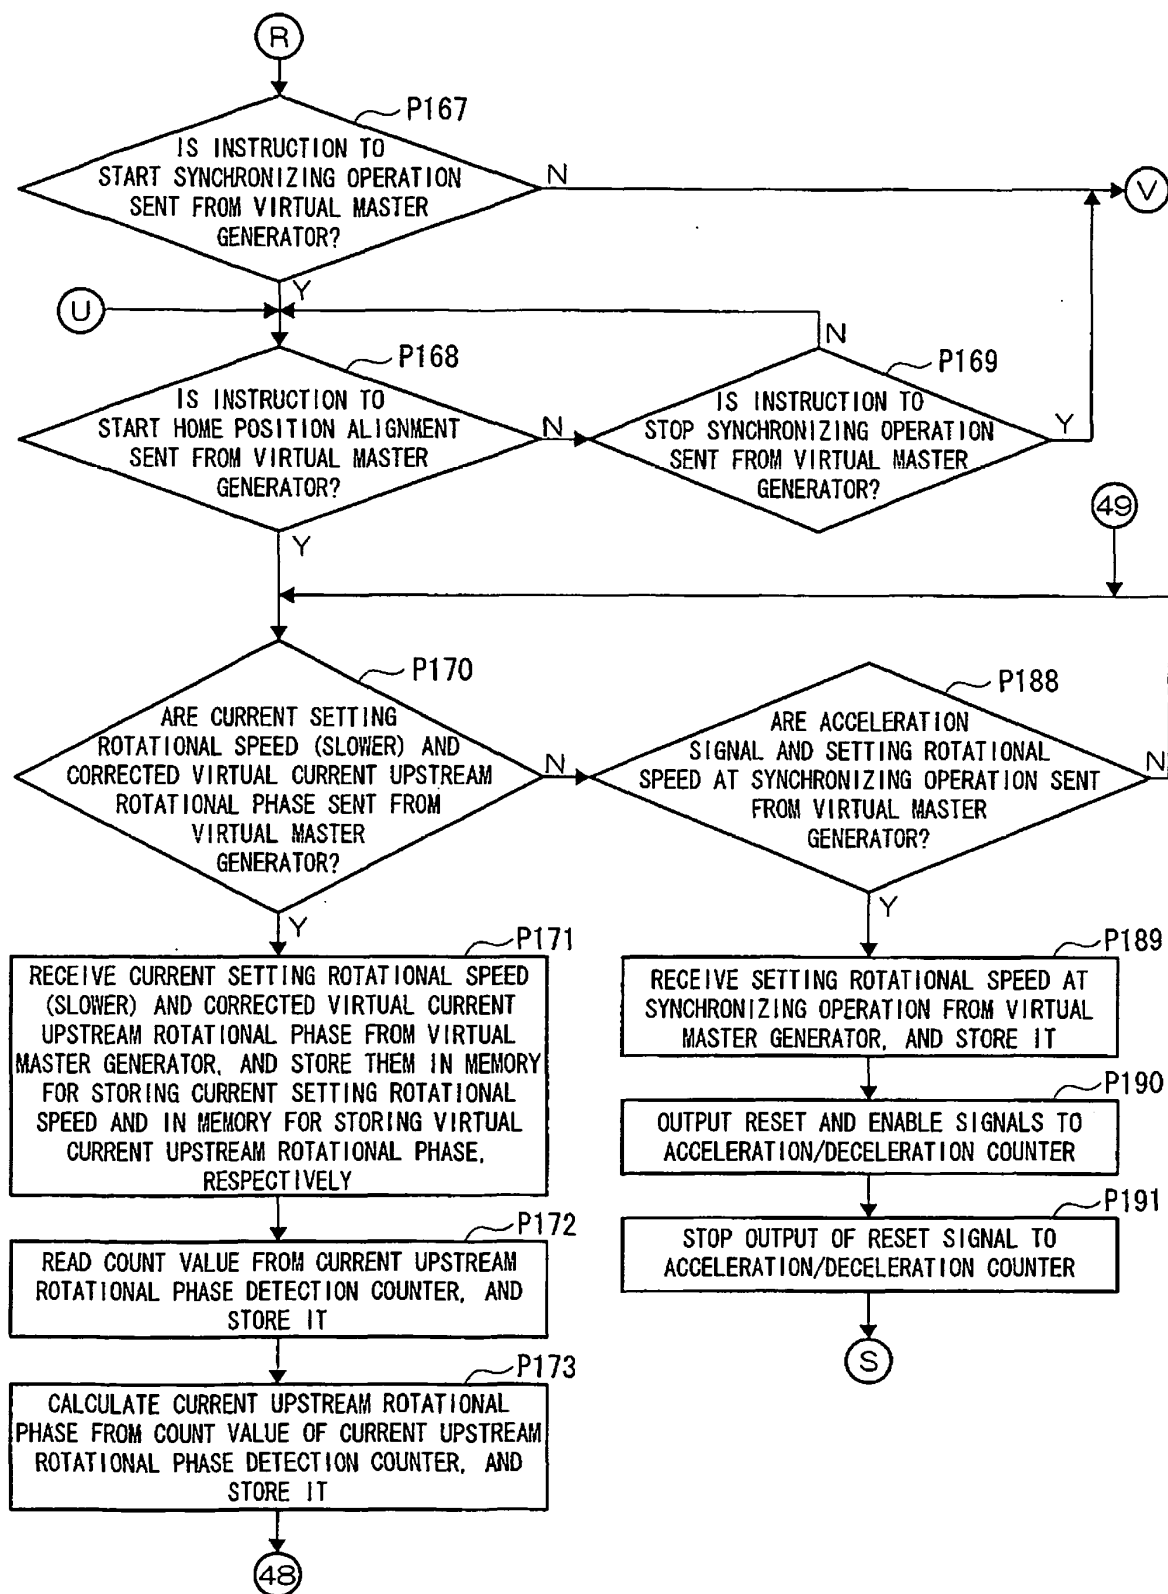 R
P167
IS INSTRUCTION TO
START SYNCHRONIZING OPERATION
SENT FROM VIRTUAL MASTER
GENERATOR?
N
V
Y
U
P168
IS INSTRUCTION TO
START HOME POSITION ALIGNMENT
SENT FROM VIRTUAL MASTER
GENERATOR?
N
Y
P169
IS INSTRUCTION TO
STOP SYNCHRONIZING OPERATION
SENT FROM VIRTUAL MASTER
GENERATOR?
N
Y
49
P170
ARE CURRENT SETTING
ROTATIONAL SPEED (SLOWER) AND
CORRECTED VIRTUAL CURRENT UPSTREAM
ROTATIONAL PHASE SENT FROM
VIRTUAL MASTER
GENERATOR?
N
Y
P188
ARE ACCELERATION
SIGNAL AND SETTING ROTATIONAL
SPEED AT SYNCHRONIZING OPERATION SENT
FROM VIRTUAL MASTER
GENERATOR?
N
Y
P171
RECEIVE CURRENT SETTING ROTATIONAL SPEED
(SLOWER) AND CORRECTED VIRTUAL CURRENT
UPSTREAM ROTATIONAL PHASE FROM VIRTUAL
MASTER GENERATOR, AND STORE THEM IN MEMORY
FOR STORING CURRENT SETTING ROTATIONAL
SPEED AND IN MEMORY FOR STORING VIRTUAL
CURRENT UPSTREAM ROTATIONAL PHASE,
RESPECTIVELY
P172
READ COUNT VALUE FROM CURRENT UPSTREAM
ROTATIONAL PHASE DETECTION COUNTER, AND
STORE IT
P173
CALCULATE CURRENT UPSTREAM ROTATIONAL
PHASE FROM COUNT VALUE OF CURRENT UPSTREAM
ROTATIONAL PHASE DETECTION COUNTER, AND
STORE IT
48
P189
RECEIVE SETTING ROTATIONAL SPEED AT
SYNCHRONIZING OPERATION FROM VIRTUAL
MASTER GENERATOR, AND STORE IT
P190
OUTPUT RESET AND ENABLE SIGNALS TO
ACCELERATION/DECELERATION COUNTER
P191
STOP OUTPUT OF RESET SIGNAL TO
ACCELERATION/DECELERATION COUNTER
S